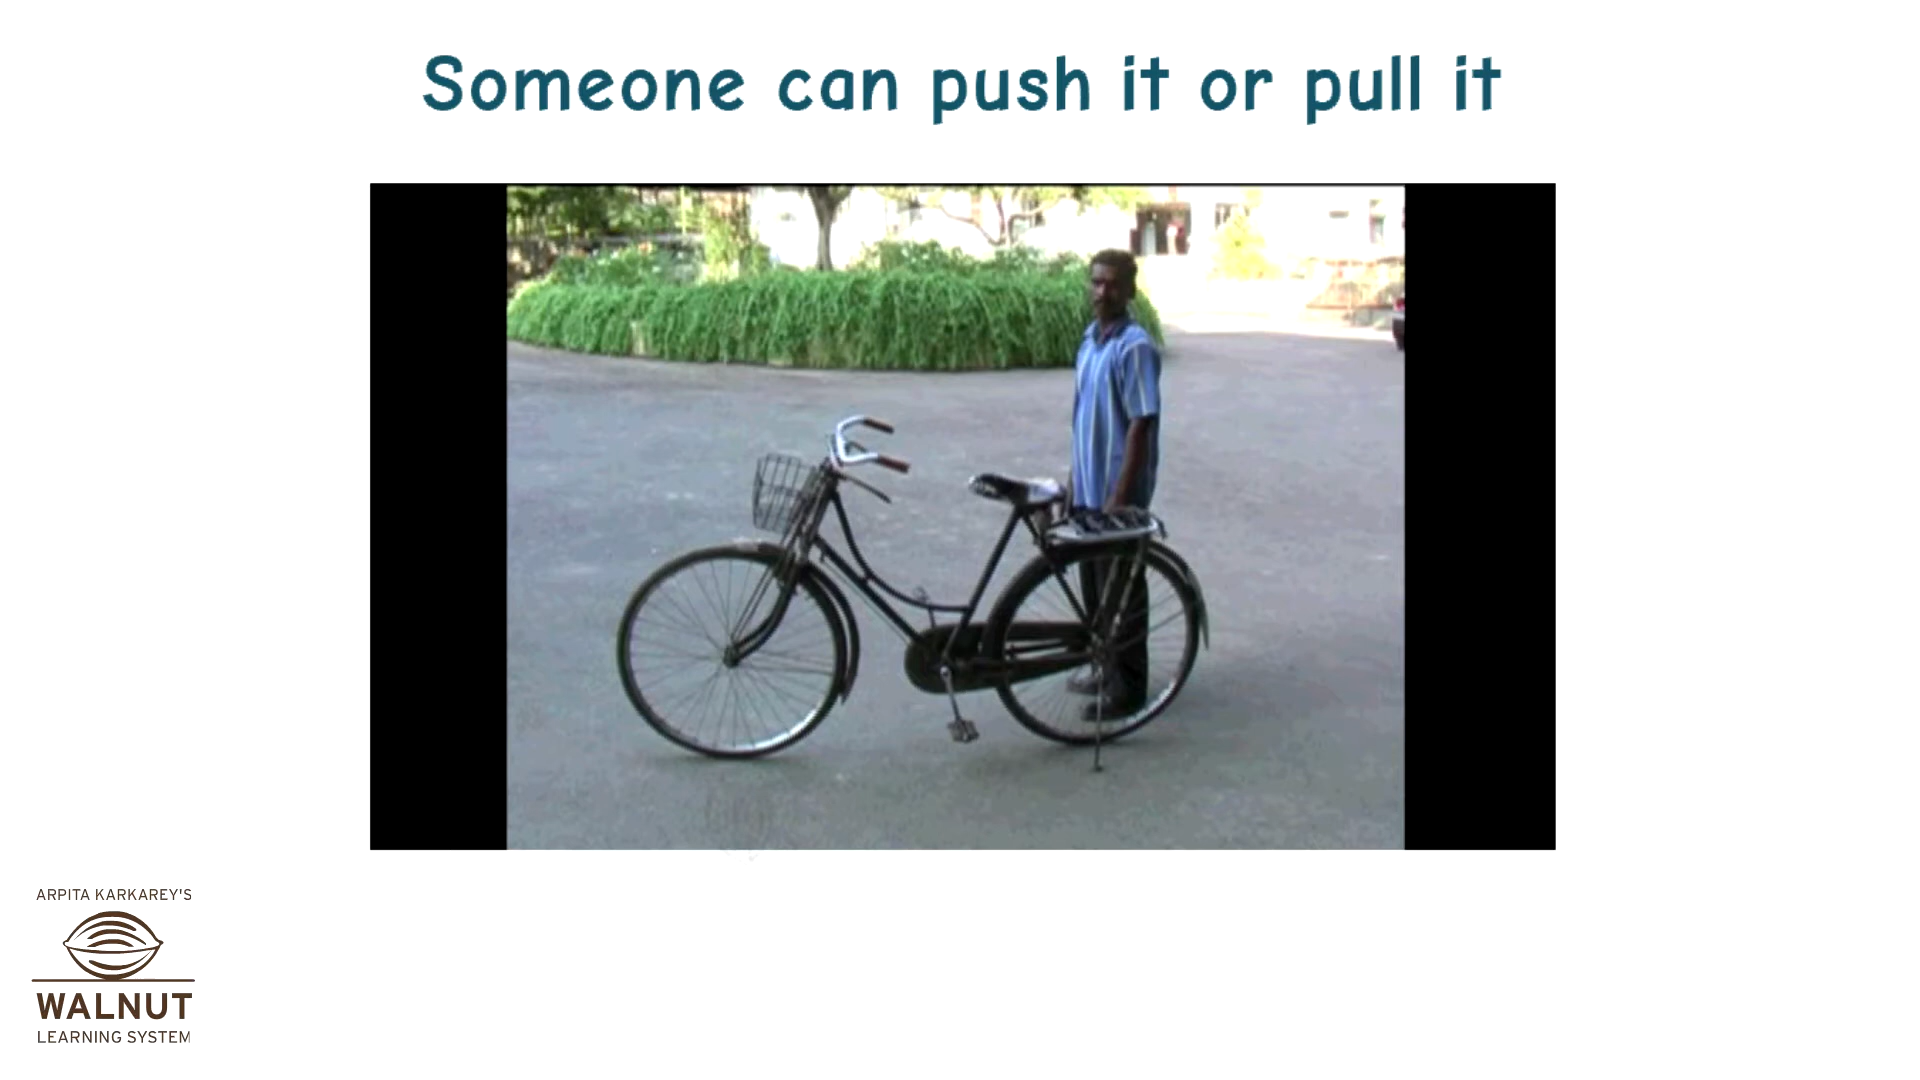 Someone can push it or pull it
ARPITA KARKAREY'S
WALNUT
LEARNING SYSTEM